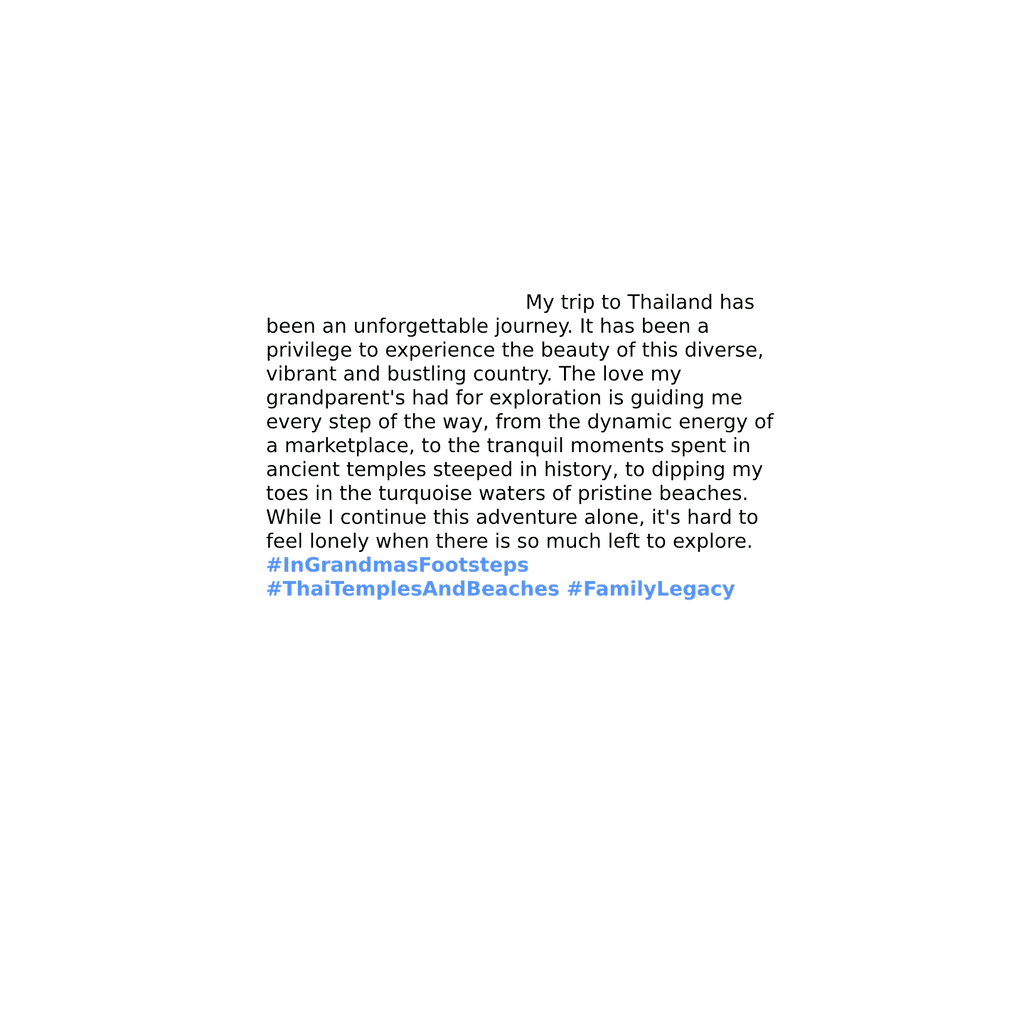 My trip to Thailand has
been an unforgettable journey. It has been a
privilege to experience the beauty of this diverse,
vibrant and bustling country. The love my
grandparent's had for exploration is guiding me
every step of the way, from the dynamic energy of
a marketplace, to the tranquil moments spent in
ancient temples steeped in history, to dipping my
toes in the turquoise waters of pristine beaches.
While I continue this adventure alone, it's hard to
feel lonely when there is so much left to explore.
#InGrandmasFootsteps
#ThaiTemplesAndBeaches #FamilyLegacy